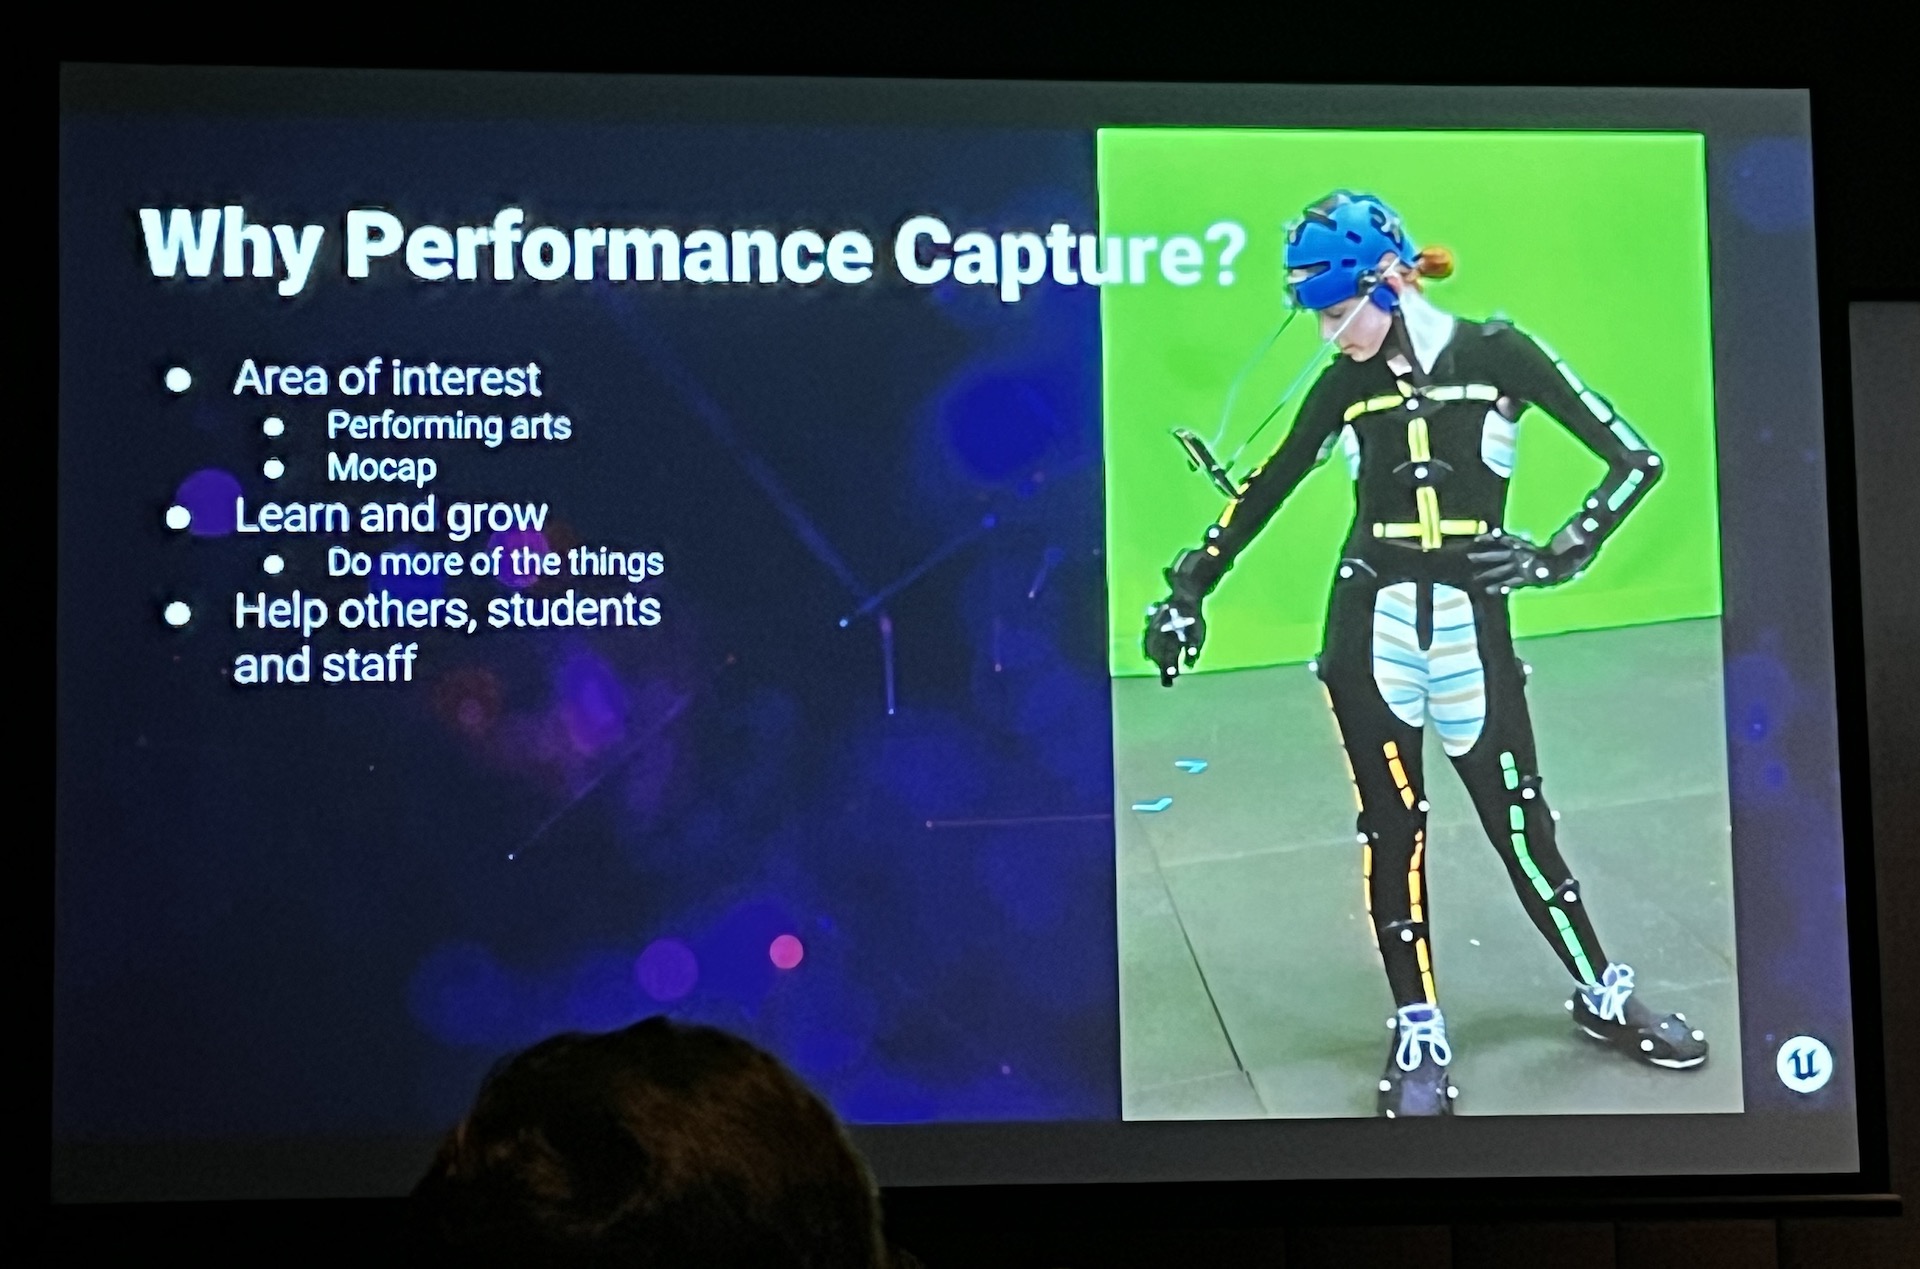 Why Performance Capture?
Area of interest
Performing arts
Mocap
Learn and grow
Do more of the things
Help others, students
and staff